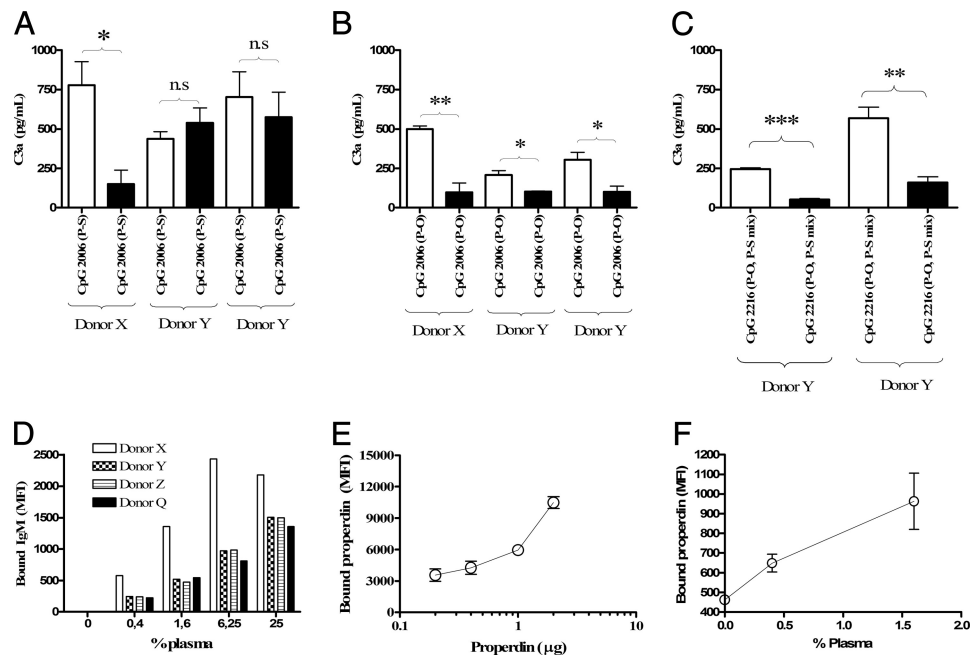 A
B
C
*
n.s
n.s
1000
750
500
250
0
C3a (pg/mL)
CpG 2006 (P-S)
CpG 2006 (P-S)
CpG 2006 (P-S)
CpG 2006 (P-S)
CpG 2006 (P-S)
CpG 2006 (P-S)
Donor X
Donor Y
Donor Y
**
*
*
1000
750
500
250
0
C3a (pg/mL)
CpG 2006 (P-O)
CpG 2006 (P-O)
CpG 2006 (P-O)
CpG 2006 (P-O)
CpG 2006 (P-O)
CpG 2006 (P-O)
Donor X
Donor Y
Donor Y
***
**
1000
750
500
250
0
C3a (pg/mL)
CpG 2216 (P-O, P-S mix)
CpG 2216 (P-O, P-S mix)
CpG 2216 (P-O, P-S mix)
CpG 2216 (P-O, P-S mix)
Donor Y
Donor Y
D
Donor X
Donor Y
Donor Z
Donor Q
2500
2000
1500
1000
500
0
Bound IgM (MFI)
0
0,4
1,6
6,25
25
% plasma
E
15000
12000
9000
6000
3000
0
Bound properdin (MFI)
0.1
1
10
Properdin (μg)
F
1200
1100
1000
900
800
700
600
500
400
Bound properdin (MFI)
0.0
0.5
1.0
1.5
2.0
% Plasma